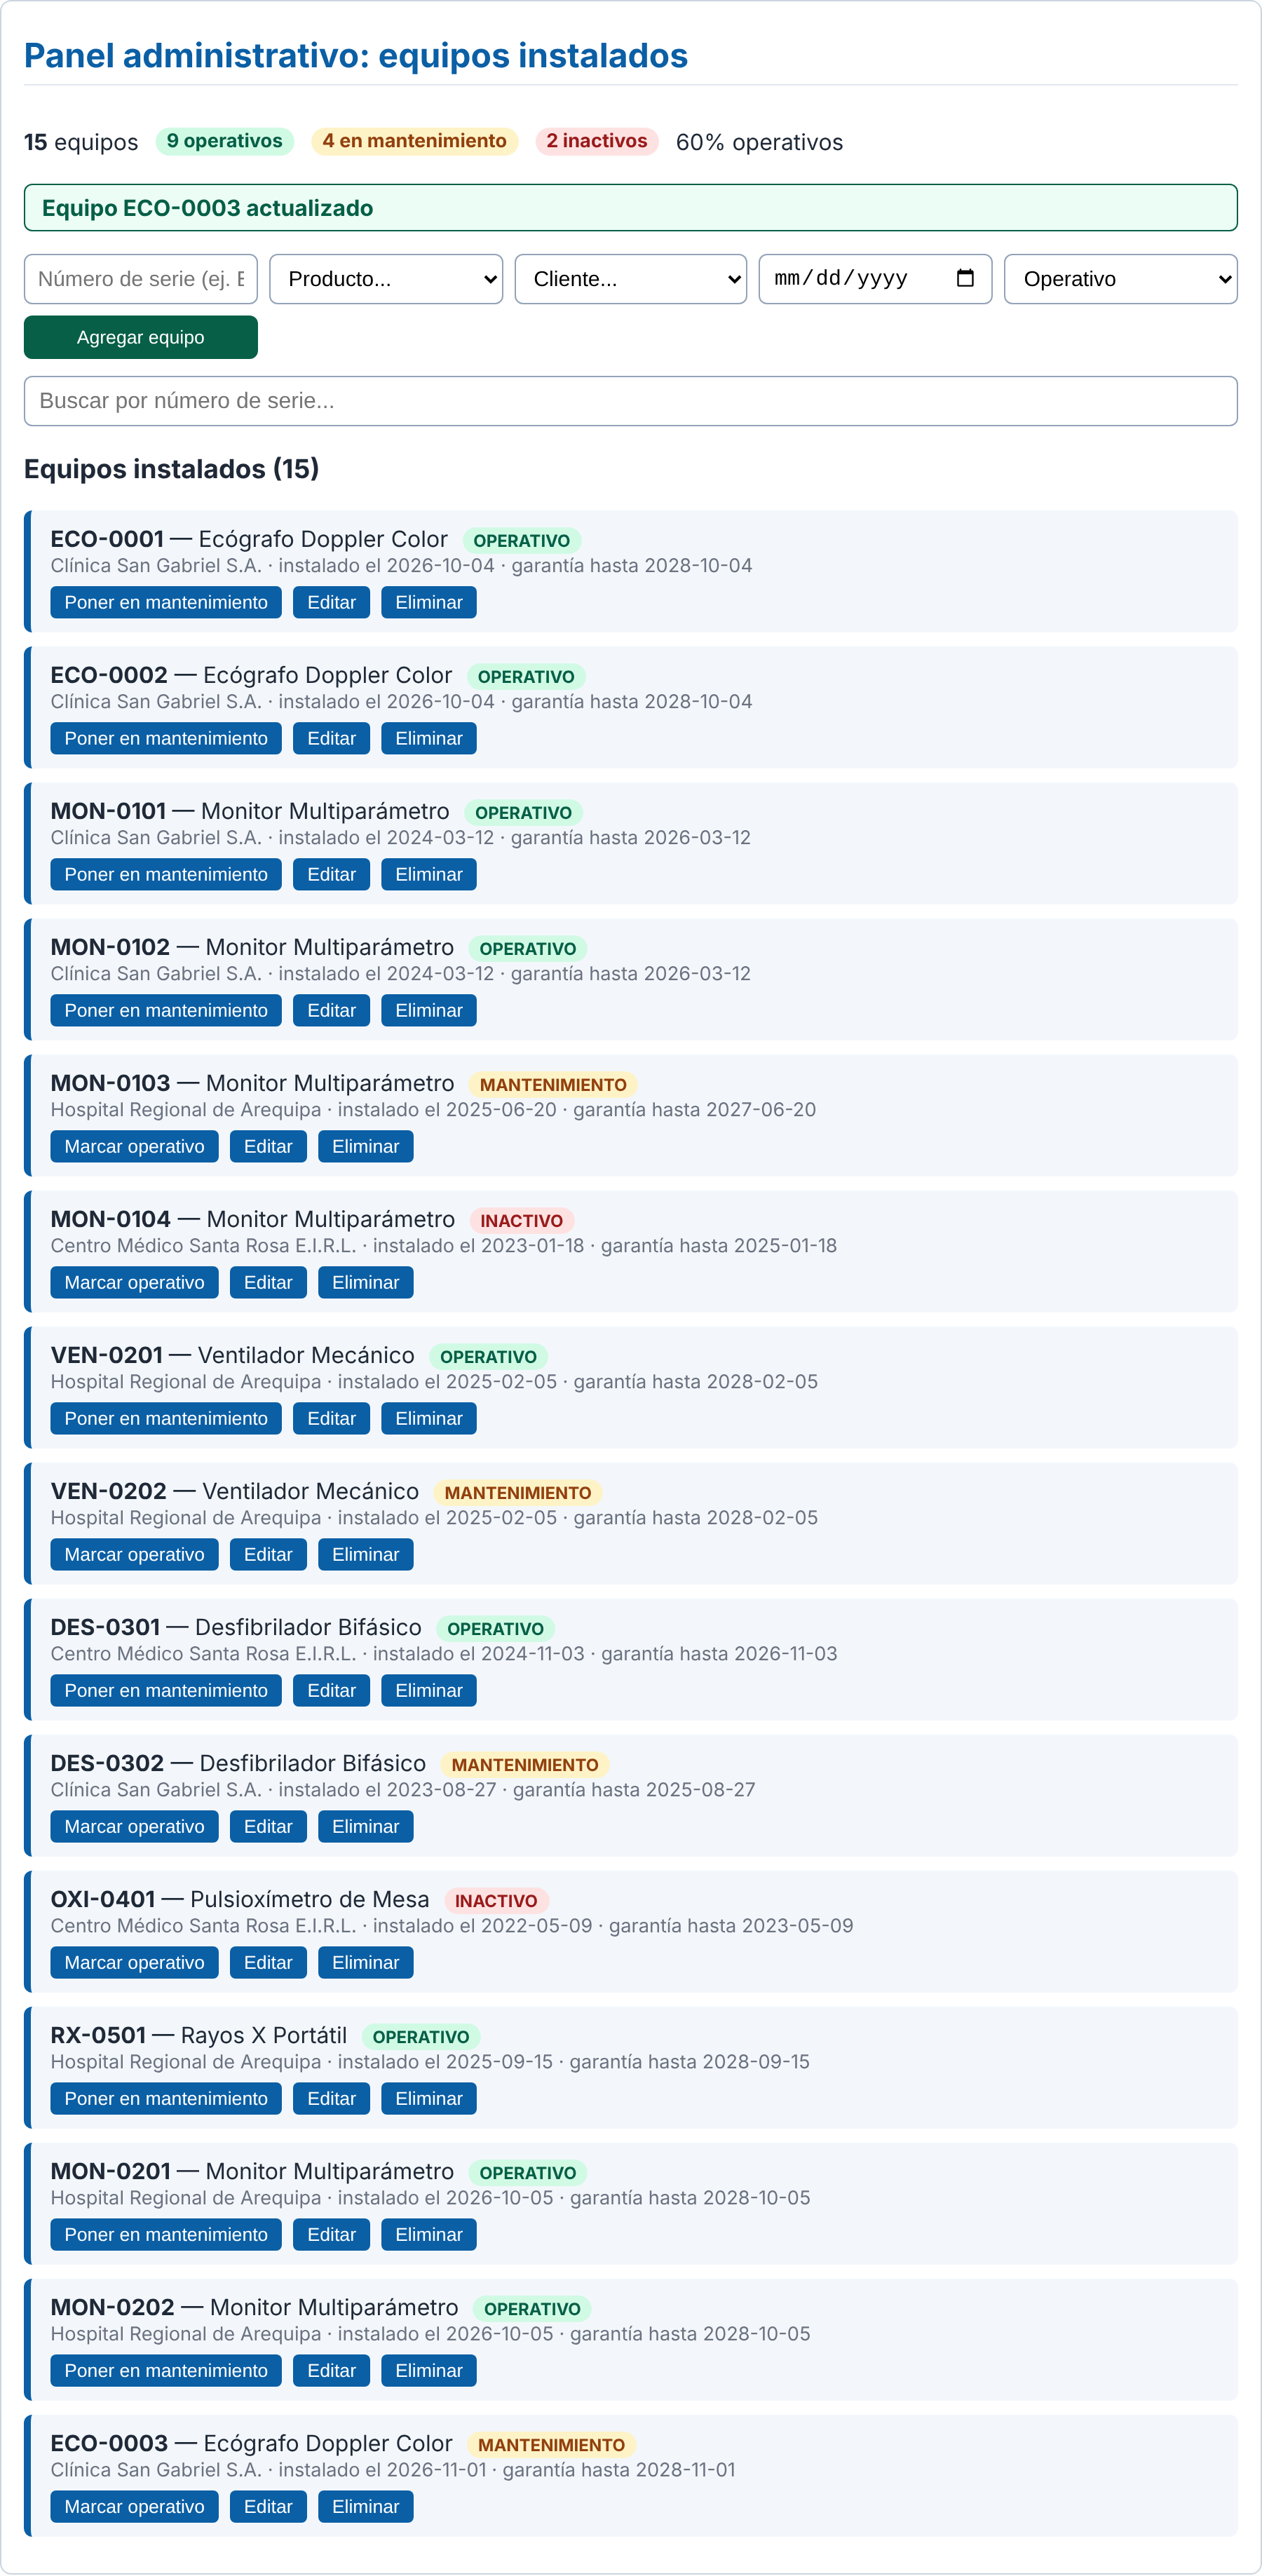 Panel administrativo: equipos instalados
15 equipos 9 operativos 4 en mantenimiento 2 inactivos 60% operativos
Equipo ECO-0003 actualizado
Número de serie (ej. E Producto... Cliente... mm/dd/yyyy Operativo
Agregar equipo
Buscar por número de serie...
Equipos instalados (15)
ECO-0001 — Ecógrafo Doppler Color OPERATIVO
Clínica San Gabriel S.A. · instalado el 2026-10-04 · garantía hasta 2028-10-04
Poner en mantenimiento Editar Eliminar
ECO-0002 — Ecógrafo Doppler Color OPERATIVO
Clínica San Gabriel S.A. · instalado el 2026-10-04 · garantía hasta 2028-10-04
Poner en mantenimiento Editar Eliminar
MON-0101 — Monitor Multiparámetro OPERATIVO
Clínica San Gabriel S.A. · instalado el 2024-03-12 · garantía hasta 2026-03-12
Poner en mantenimiento Editar Eliminar
MON-0102 — Monitor Multiparámetro OPERATIVO
Clínica San Gabriel S.A. · instalado el 2024-03-12 · garantía hasta 2026-03-12
Poner en mantenimiento Editar Eliminar
MON-0103 — Monitor Multiparámetro MANTENIMIENTO
Hospital Regional de Arequipa · instalado el 2025-06-20 · garantía hasta 2027-06-20
Marcar operativo Editar Eliminar
MON-0104 — Monitor Multiparámetro INACTIVO
Centro Médico Santa Rosa E.I.R.L. · instalado el 2023-01-18 · garantía hasta 2025-01-18
Marcar operativo Editar Eliminar
VEN-0201 — Ventilador Mecánico OPERATIVO
Hospital Regional de Arequipa · instalado el 2025-02-05 · garantía hasta 2028-02-05
Poner en mantenimiento Editar Eliminar
VEN-0202 — Ventilador Mecánico MANTENIMIENTO
Hospital Regional de Arequipa · instalado el 2025-02-05 · garantía hasta 2028-02-05
Marcar operativo Editar Eliminar
DES-0301 — Desfibrilador Bifásico OPERATIVO
Centro Médico Santa Rosa E.I.R.L. · instalado el 2024-11-03 · garantía hasta 2026-11-03
Poner en mantenimiento Editar Eliminar
DES-0302 — Desfibrilador Bifásico MANTENIMIENTO
Clínica San Gabriel S.A. · instalado el 2023-08-27 · garantía hasta 2025-08-27
Marcar operativo Editar Eliminar
OXI-0401 — Pulsioxímetro de Mesa INACTIVO
Centro Médico Santa Rosa E.I.R.L. · instalado el 2022-05-09 · garantía hasta 2023-05-09
Marcar operativo Editar Eliminar
RX-0501 — Rayos X Portátil OPERATIVO
Hospital Regional de Arequipa · instalado el 2025-09-15 · garantía hasta 2028-09-15
Poner en mantenimiento Editar Eliminar
MON-0201 — Monitor Multiparámetro OPERATIVO
Hospital Regional de Arequipa · instalado el 2026-10-05 · garantía hasta 2028-10-05
Poner en mantenimiento Editar Eliminar
MON-0202 — Monitor Multiparámetro OPERATIVO
Hospital Regional de Arequipa · instalado el 2026-10-05 · garantía hasta 2028-10-05
Poner en mantenimiento Editar Eliminar
ECO-0003 — Ecógrafo Doppler Color MANTENIMIENTO
Clínica San Gabriel S.A. · instalado el 2026-11-01 · garantía hasta 2028-11-01
Marcar operativo Editar Eliminar